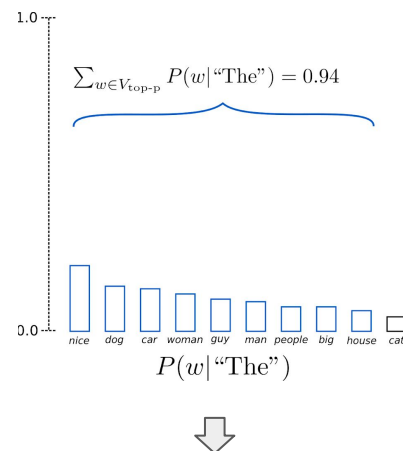 1.0
∑w∈Vtop-p P(w|“The”) = 0.94
0.0
nice dog car woman guy man people big house cat
P(w|“The”)